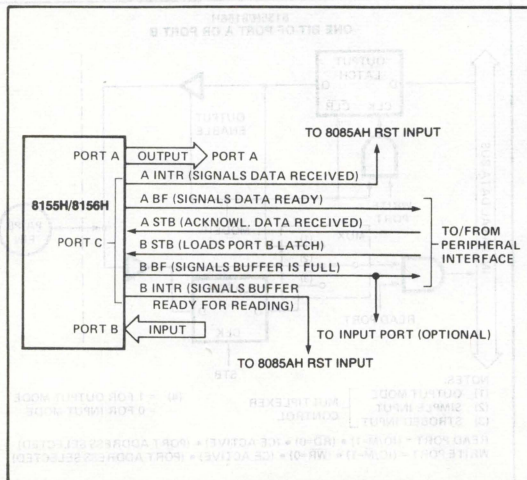 TO 8085AH RST INPUT
PORT A OUTPUT PORT A
A INTR (SIGNALS DATA RECEIVED)
A BF (SIGNALS DATA READY)
8155H/8156H
A STB (ACKNOWL. DATA RECEIVED)
TO/FROM
PERIPHERAL
INTERFACE
PORT C
B STB (LOADS PORT B LATCH)
B BF (SIGNALS BUFFER IS FULL)
B INTR (SIGNALS BUFFER
READY FOR READING)
TO INPUT PORT (OPTIONAL)
PORT B INPUT
TO 8085AH RST INPUT